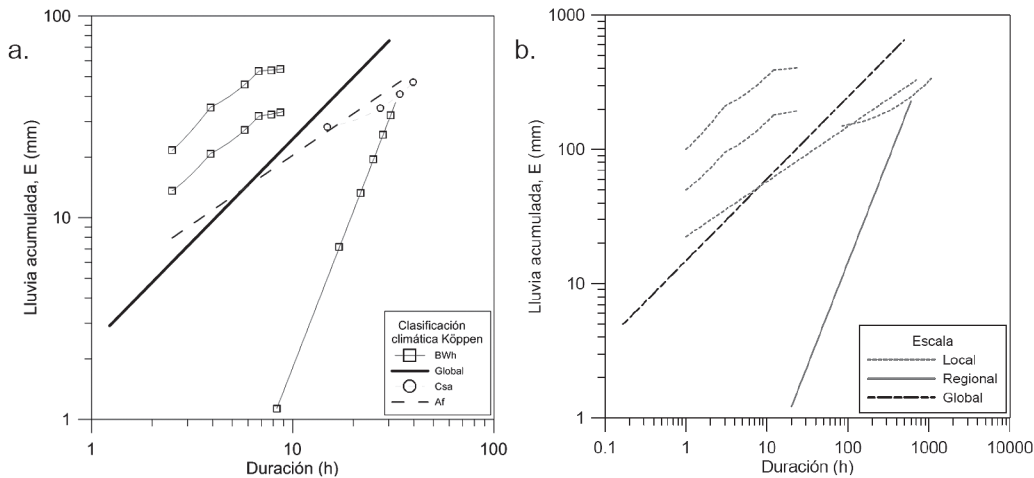 a.
Lluvia acumulada, E (mm)
100
10
1
1
10
100
Duración (h)
Clasificación
climática Köppen
BWh
Global
Csa
Af
b.
Lluvia acumulada, E (mm)
1000
100
10
1
0.1
1
10
100
1000
10000
Duración (h)
Escala
Local
Regional
Global